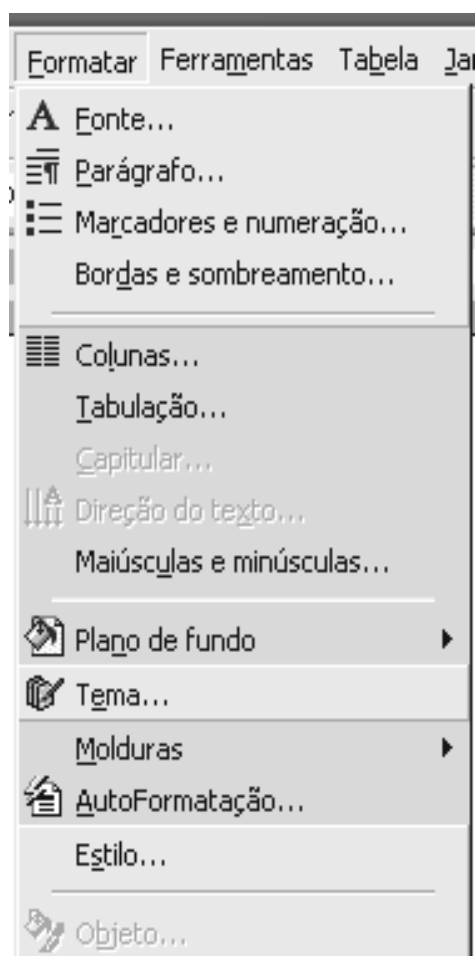 Formatar Ferramentas Tabela Ja
Fonte...
Parágrafo...
Marcadores e numeração...
Bordas e sombreamento...
Colunas...
Tabulação...
Capitular...
Direção do texto...
Maiúsculas e minúsculas...
Plano de fundo
Tema...
Molduras
AutoFormatação...
Estilo...
Objeto...